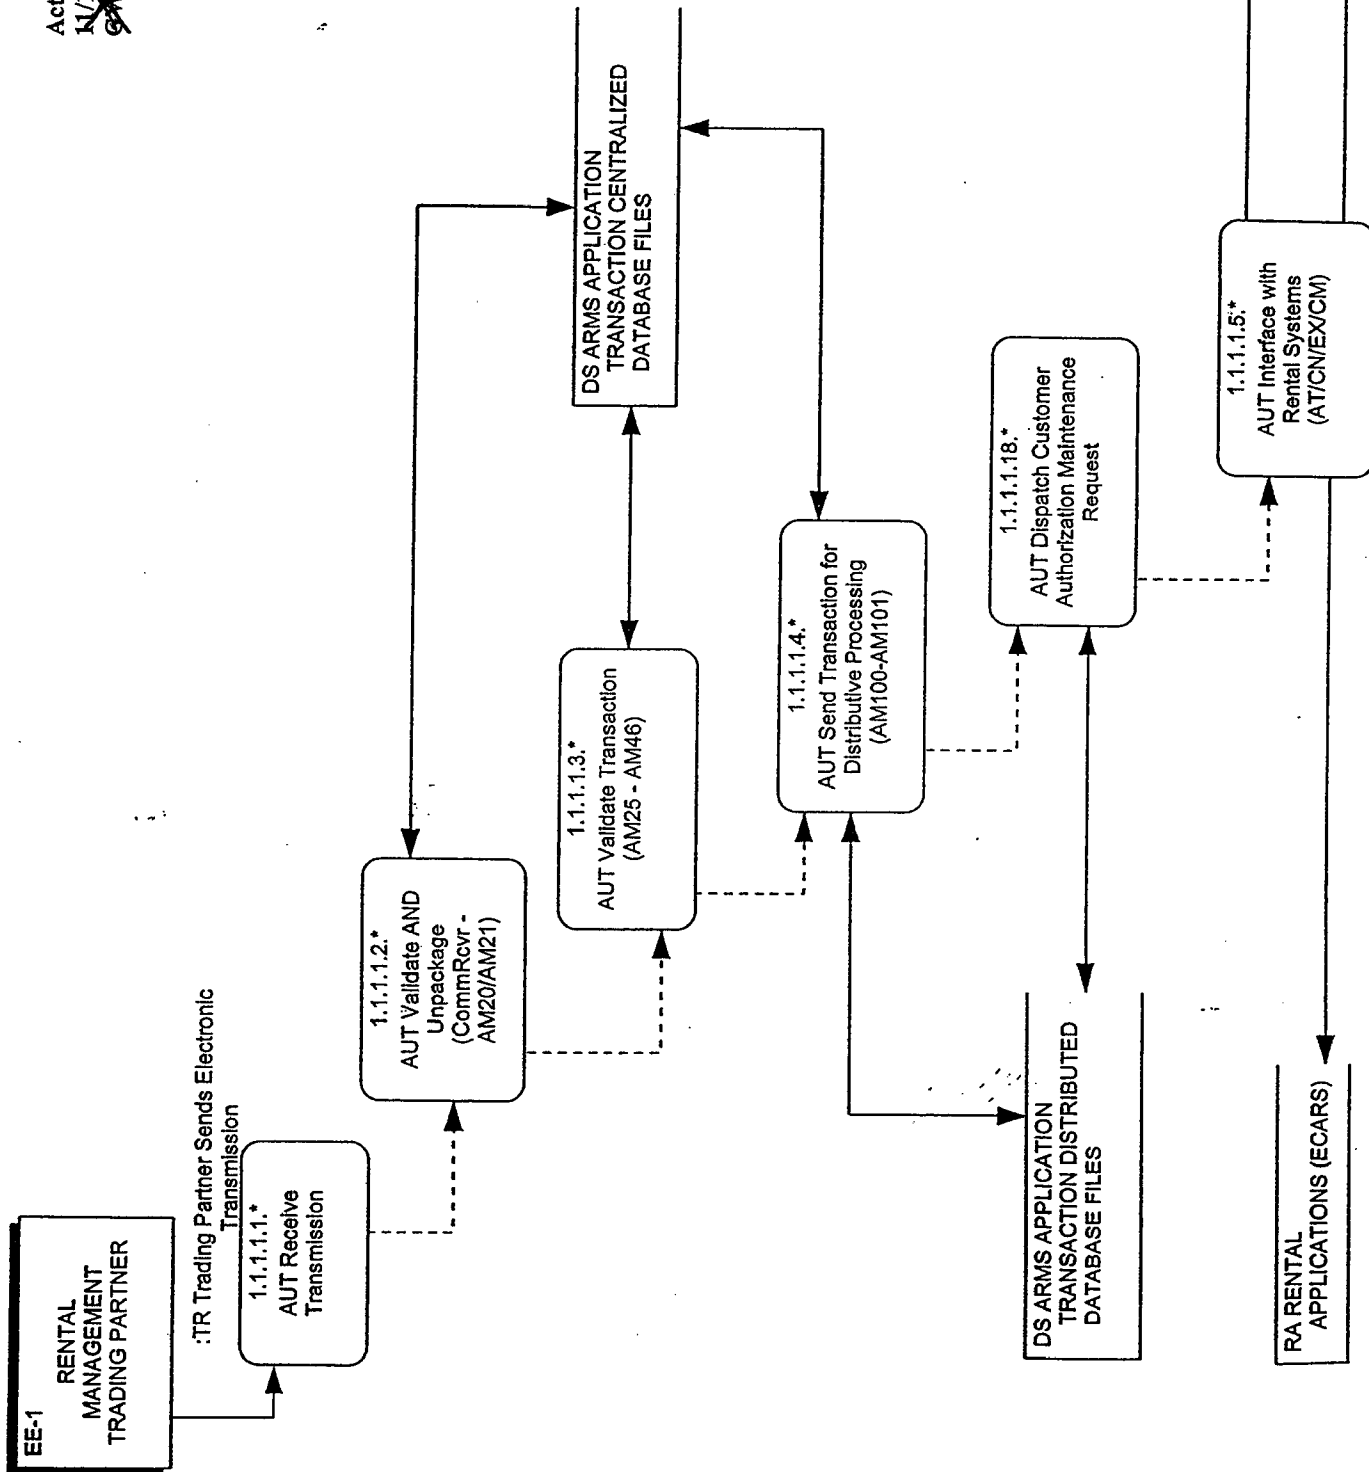 Act
11/
EE-1
RENTAL
MANAGEMENT
TRADING PARTNER
:TR Trading Partner Sends Electronic
Transmission
1.1.1.1.1.*
AUT Receive
Transmission
1.1.1.1.2.*
AUT Validate AND
Unpackage
(CommRcvr -
AM20/AM21)
1.1.1.1.3.*
AUT Validate Transaction
(AM25 - AM46)
DS ARMS APPLICATION
TRANSACTION CENTRALIZED
DATABASE FILES
1.1.1.1.4.*
AUT Send Transaction for
Distributive Processing
(AM100-AM101)
1.1.1.1.18.*
AUT Dispatch Customer
Authorization Maintenance
Request
DS ARMS APPLICATION
TRANSACTION DISTRIBUTED
DATABASE FILES
1.1.1.1.5.*
AUT Interface with
Rental Systems
(AT/CN/EX/CM)
RA RENTAL
APPLICATIONS (ECARS)